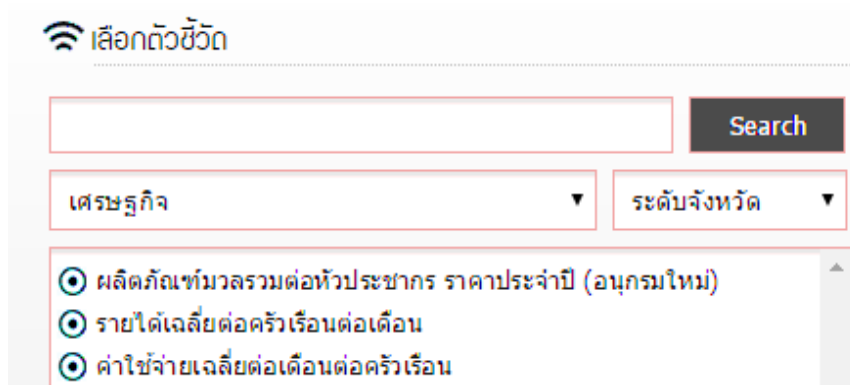 เลือกตัวชี้วัด
Search
เศรษฐกิจ ระดับจังหวัด
ผลิตภัณฑ์มวลรวมต่อหัวประชากร ราคาประจำปี (อนุกรมใหม่)
รายได้เฉลี่ยต่อครัวเรือนต่อเดือน
ค่าใช้จ่ายเฉลี่ยต่อเดือนต่อครัวเรือน